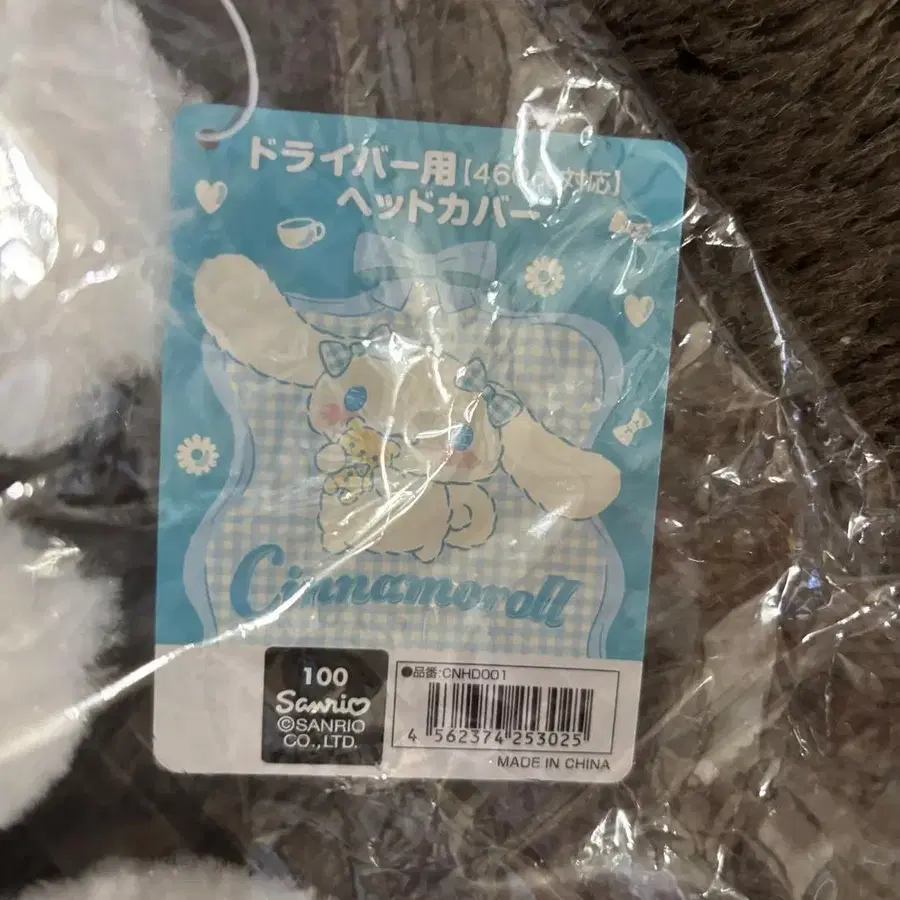 ドライバー用【460 対応】
ヘッドカバー
Cinnamoroll
100
Sanrio
©SANRIO
CO.,LTD.
●品番:CNHD001
4 562374 253025
MADE IN CHINA